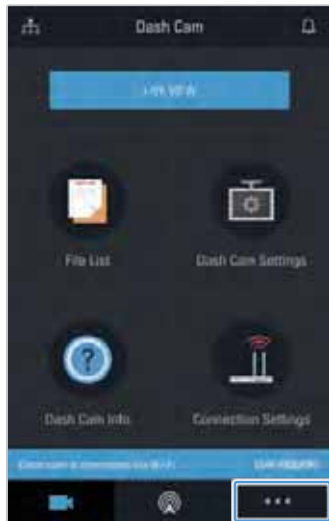 Dash Cam
LIVE VIEW
File List
Dash Cam Settings
Dash Cam Info
Connection Settings